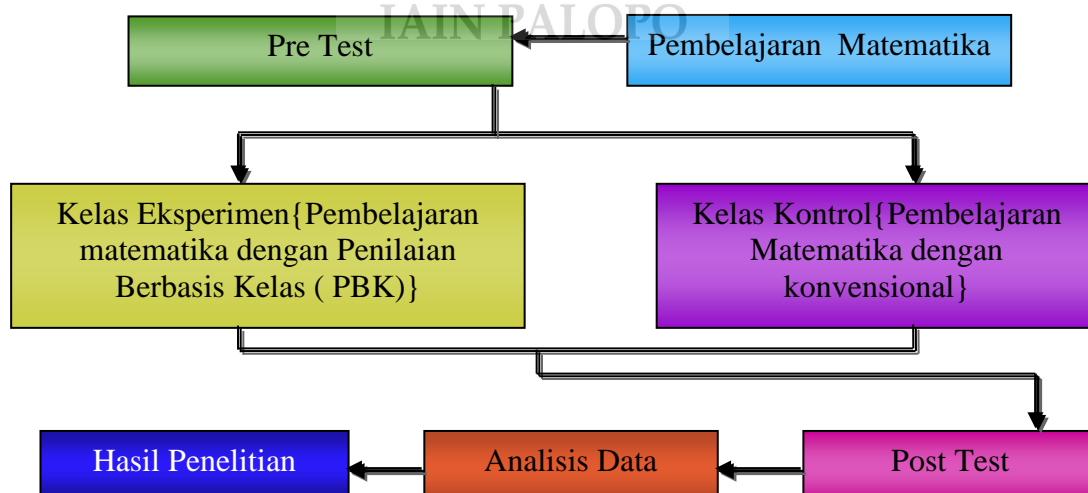 IAIN PALOPO
Pre Test
Pembelajaran  Matematika
Kelas Eksperimen{Pembelajaran
matematika dengan Penilaian
Berbasis Kelas ( PBK)}
Kelas Kontrol{Pembelajaran
Matematika dengan
konvensional}
Hasil Penelitian
Analisis Data
Post Test